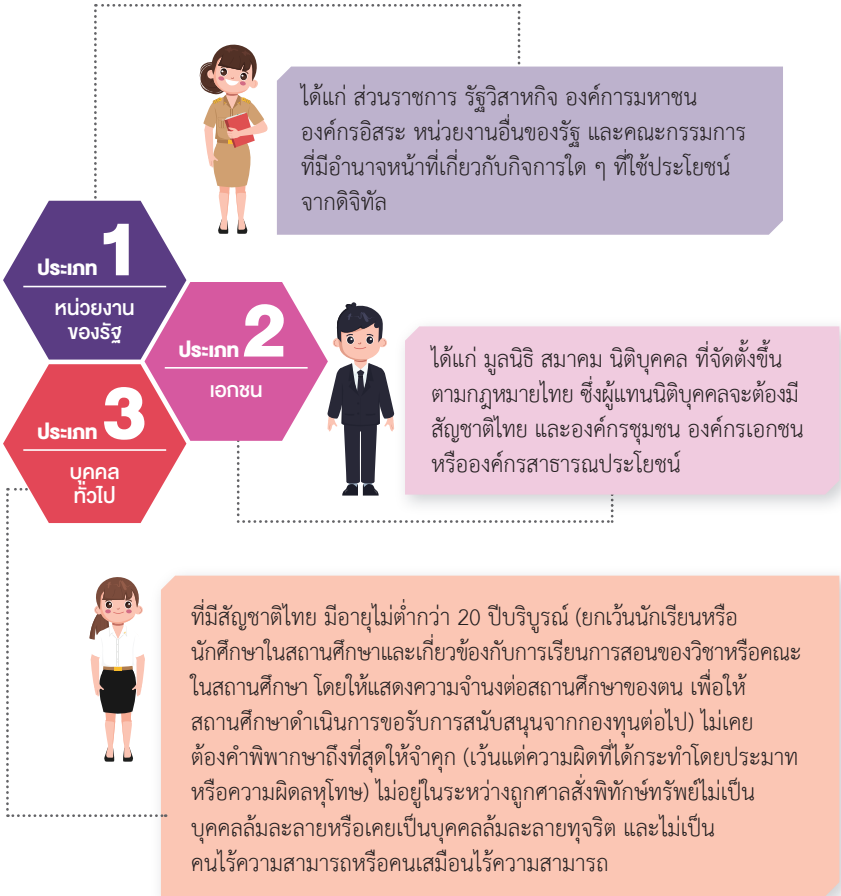 ได้แก่ ส่วนราชการ รัฐวิสาหกิจ องค์การมหาชน
องค์กรอิสระ หน่วยงานอื่นของรัฐ และคณะกรรมการ
ที่มีอำนาจหน้าที่เกี่ยวกับกิจการใด ๆ ที่ใช้ประโยชน์
จากดิจิทัล
ประเภท 1
หน่วยงาน
ของรัฐ
ประเภท 2
เอกชน
ได้แก่ มูลนิธิ สมาคม นิติบุคคล ที่จัดตั้งขึ้น
ตามกฎหมายไทย ซึ่งผู้แทนนิติบุคคลจะต้องมี
สัญชาติไทย และองค์กรชุมชน องค์กรเอกชน
หรือองค์กรสาธารณประโยชน์
ประเภท 3
บุคคล
ทั่วไป
ที่มีสัญชาติไทย มีอายุไม่ต่ำกว่า 20 ปีบริบูรณ์ (ยกเว้นนักเรียนหรือ
นักศึกษาในสถานศึกษาและเกี่ยวข้องกับการเรียนการสอนของวิชาหรือคณะ
ในสถานศึกษา โดยให้แสดงความจำนงต่อสถานศึกษาของตน เพื่อให้
สถานศึกษาดำเนินการขอรับการสนับสนุนจากกองทุนต่อไป) ไม่เคย
ต้องคำพิพากษาถึงที่สุดให้จำคุก (เว้นแต่ความผิดที่ได้กระทำโดยประมาท
หรือความผิดลหุโทษ) ไม่อยู่ในระหว่างถูกศาลสั่งพิทักษ์ทรัพย์ไม่เป็น
บุคคลล้มละลายหรือเคยเป็นบุคคลล้มละลายทุจริต และไม่เป็น
คนไร้ความสามารถหรือคนเสมือนไร้ความสามารถ